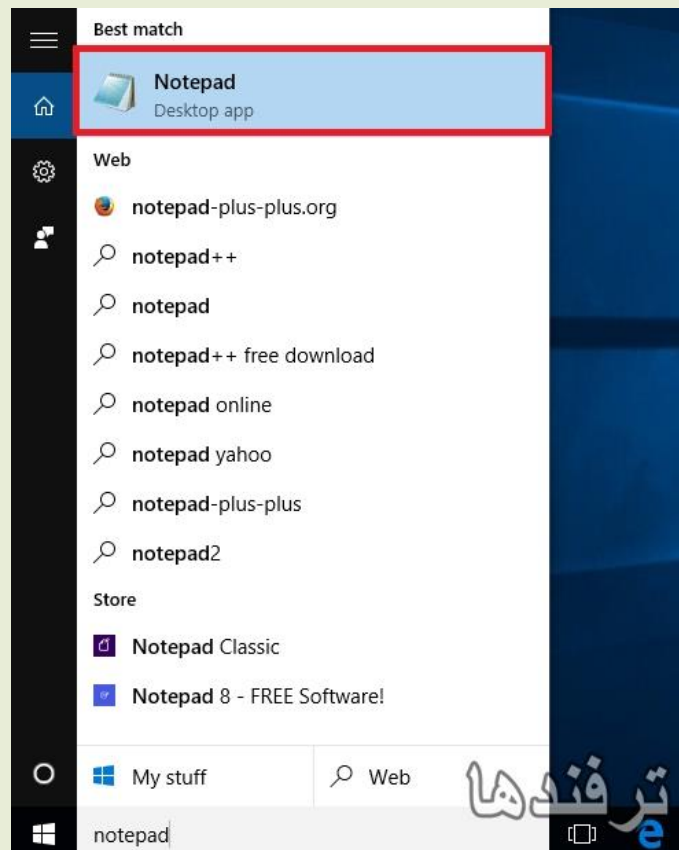 Best match
Notepad
Desktop app
Web
notepad-plus-plus.org
notepad++
notepad
notepad++ free download
notepad online
notepad yahoo
notepad-plus-plus
notepad2
Store
Notepad Classic
Notepad 8 - FREE Software!
My stuff
Web
ترفندها
notepad